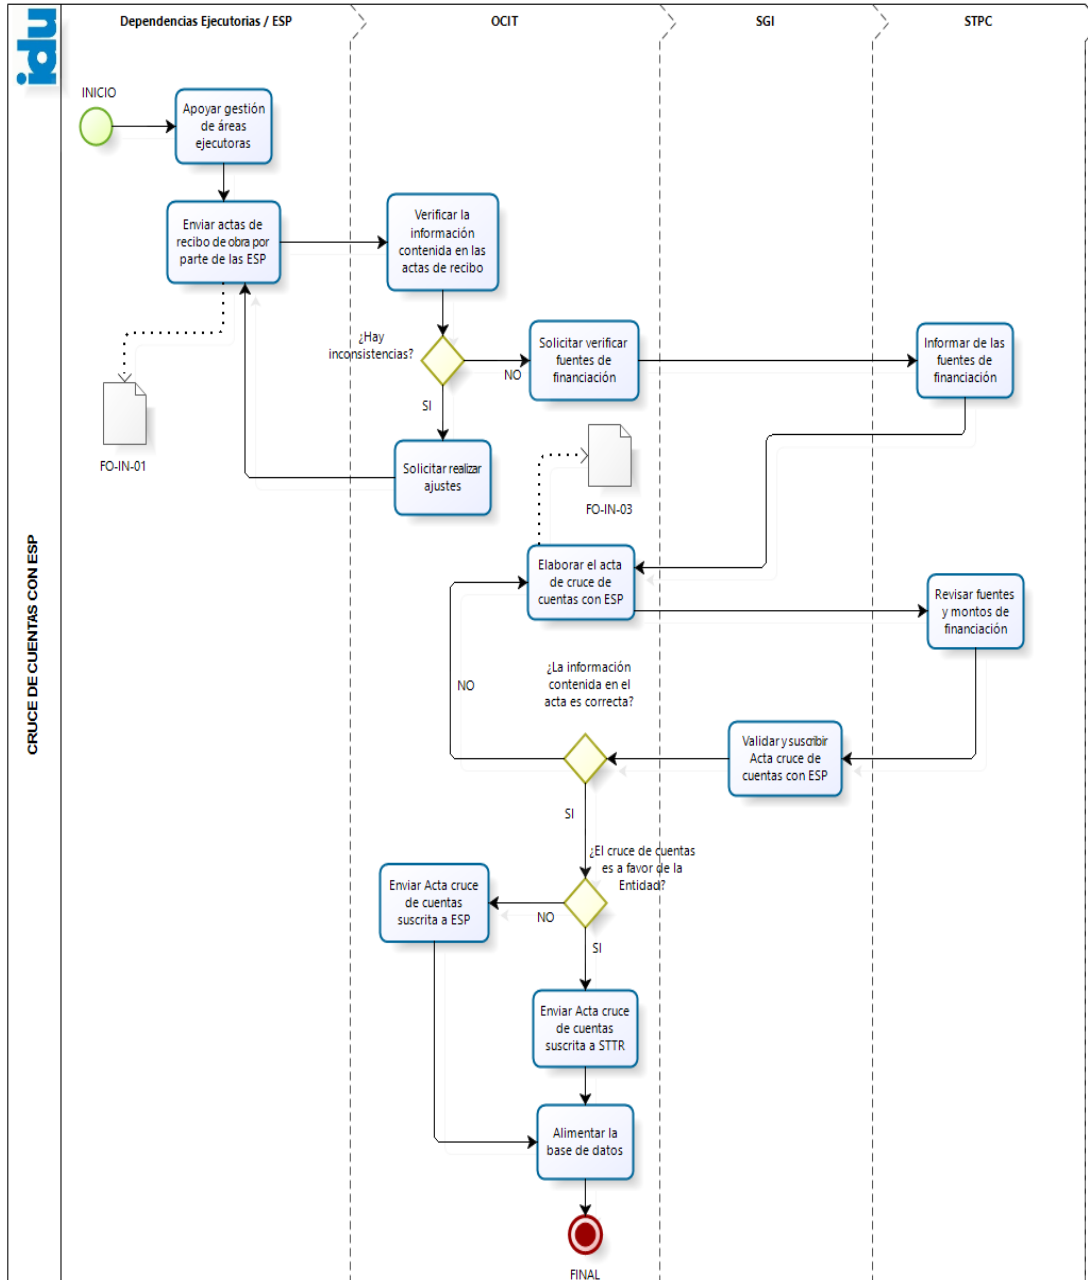 idu
Dependencias Ejecutorias / ESP
OCIT
SGI
STPC
CRUCE DE CUENTAS CON ESP
INICIO
Apoyar gestión
de áreas
ejecutoras
Enviar actas de
recibo de obra por
parte de las ESP
Verificar la
información
contenida en las
actas de recibo
¿Hay
inconsistencias?
NO
SI
Solicitar verificar
fuentes de
financiación
Informar de las
fuentes de
financiación
FO-IN-01
Solicitar realizar
ajustes
FO-IN-03
Elaborar el acta
de cruce de
cuentas con ESP
Revisar fuentes
y montos de
financiación
¿La información
contenida en el
acta es correcta?
NO
Validar y suscribir
Acta cruce de
cuentas con ESP
SI
¿El cruce de cuentas
es a favor de la
Entidad?
Enviar Acta cruce
de cuentas
suscrita a ESP
NO
SI
Enviar Acta cruce
de cuentas
suscrita a STTR
Alimentar la
base de datos
FINAL